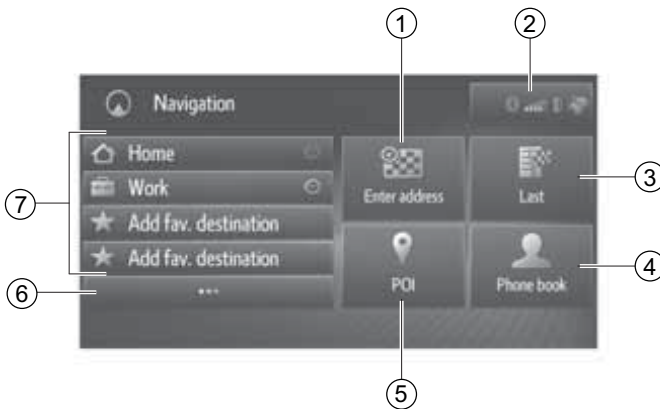 1
2
Navigation
Home
Work
Add fav. destination
Add fav. destination
...
Enter address
Last
POI
Phone book
3
4
5
6
7